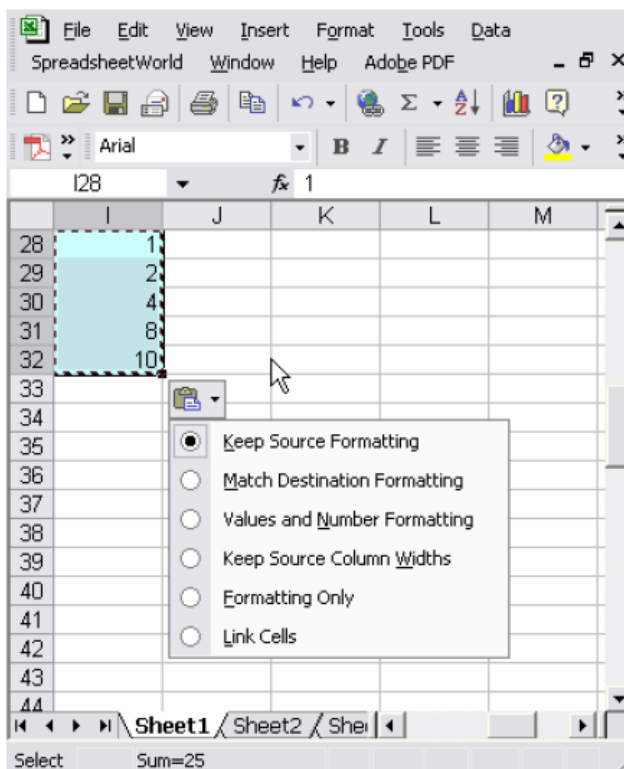 File Edit View Insert Format Tools Data
SpreadsheetWorld Window Help Adobe PDF
Σ A Z ?
Arial B I
I28 fx 1
I J K L M
28 1
29 2
30 4
31 8
32 10
33
34
35 Keep Source Formatting
36 Match Destination Formatting
37 Values and Number Formatting
38
39 Keep Source Column Widths
40 Formatting Only
41
42 Link Cells
43
44
Sheet1 Sheet2 She
Select Sum=25